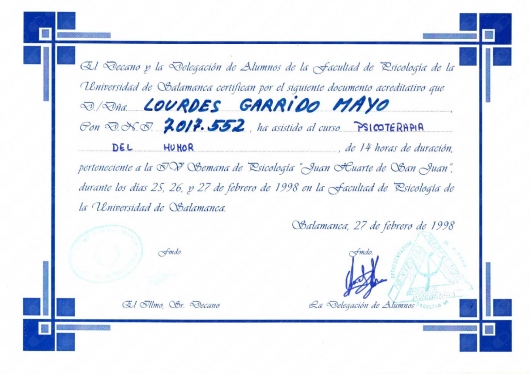 El Decano y la Delegación de Alumnos de la Facultad de Psicología de la
Universidad de Salamanca certifican por el siguiente documento acreditativo que
D./Dña. LOURDES GARRIDO MAYO
Con D.N.I. 7017.552, ha asistido al curso PSICOTERAPIA
DEL HUMOR, de 14 horas de duración,
perteneciente a la IV Semana de Psicología "Juan Huarte de San Juan",
durante los días 25, 26, y 27 de febrero de 1998 en la Facultad de Psicología de
la Universidad de Salamanca.
Salamanca, 27 de febrero de 1998
Fmdo. Fmdo.
El Illmo. Sr. Decano La Delegación de Alumnos